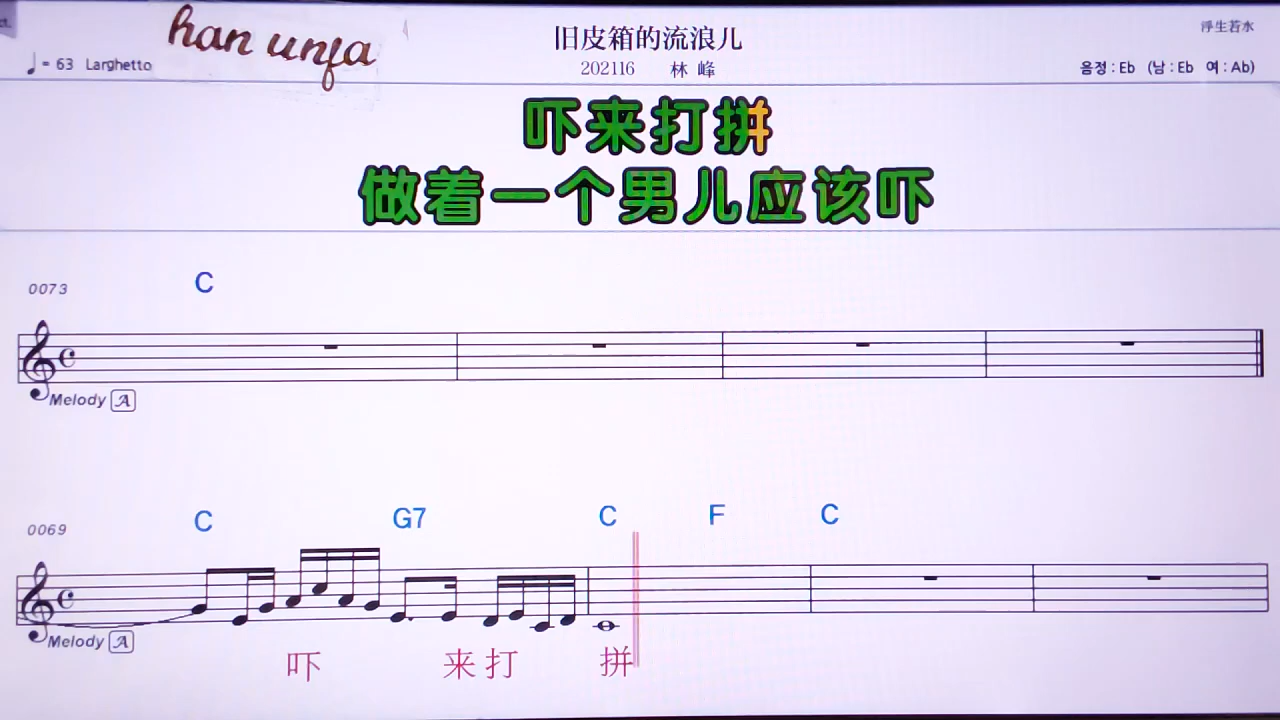 ct.
han unfa
旧皮箱的流浪儿
浮生若水
= 63 Larghetto
202116 林 峰
음정 : Eb (남 : Eb 여 : Ab)
吓来打拼
做着一个男儿应该吓
0073
C
Melody A
0069
C G7 C F C
Melody A
吓 来 打 拼